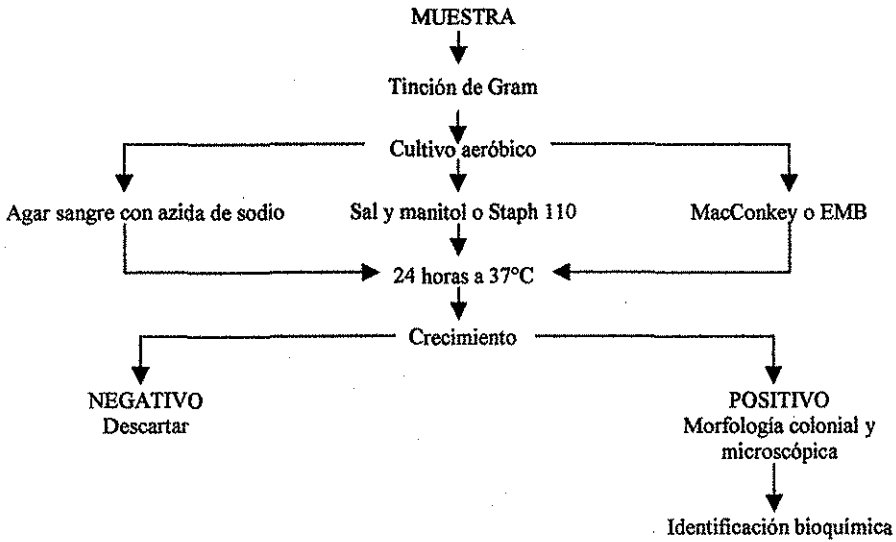 MUESTRA
Tinción de Gram
Cultivo aeróbico
Agar sangre con azida de sodio
Sal y manitol o Staph 110
MacConkey o EMB
24 horas a 37°C
Crecimiento
NEGATIVO
Descartar
POSITIVO
Morfología colonial y
microscópica
Identificación bioquímica